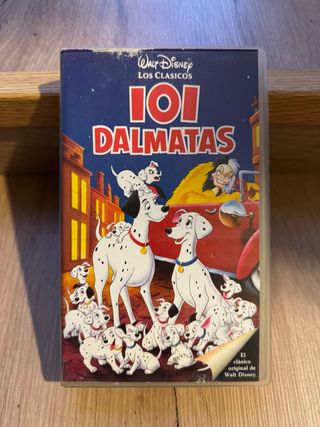 Walt Disney
LOS CLASICOS
101
DALMATAS
El
clásico
original de
Walt Disney